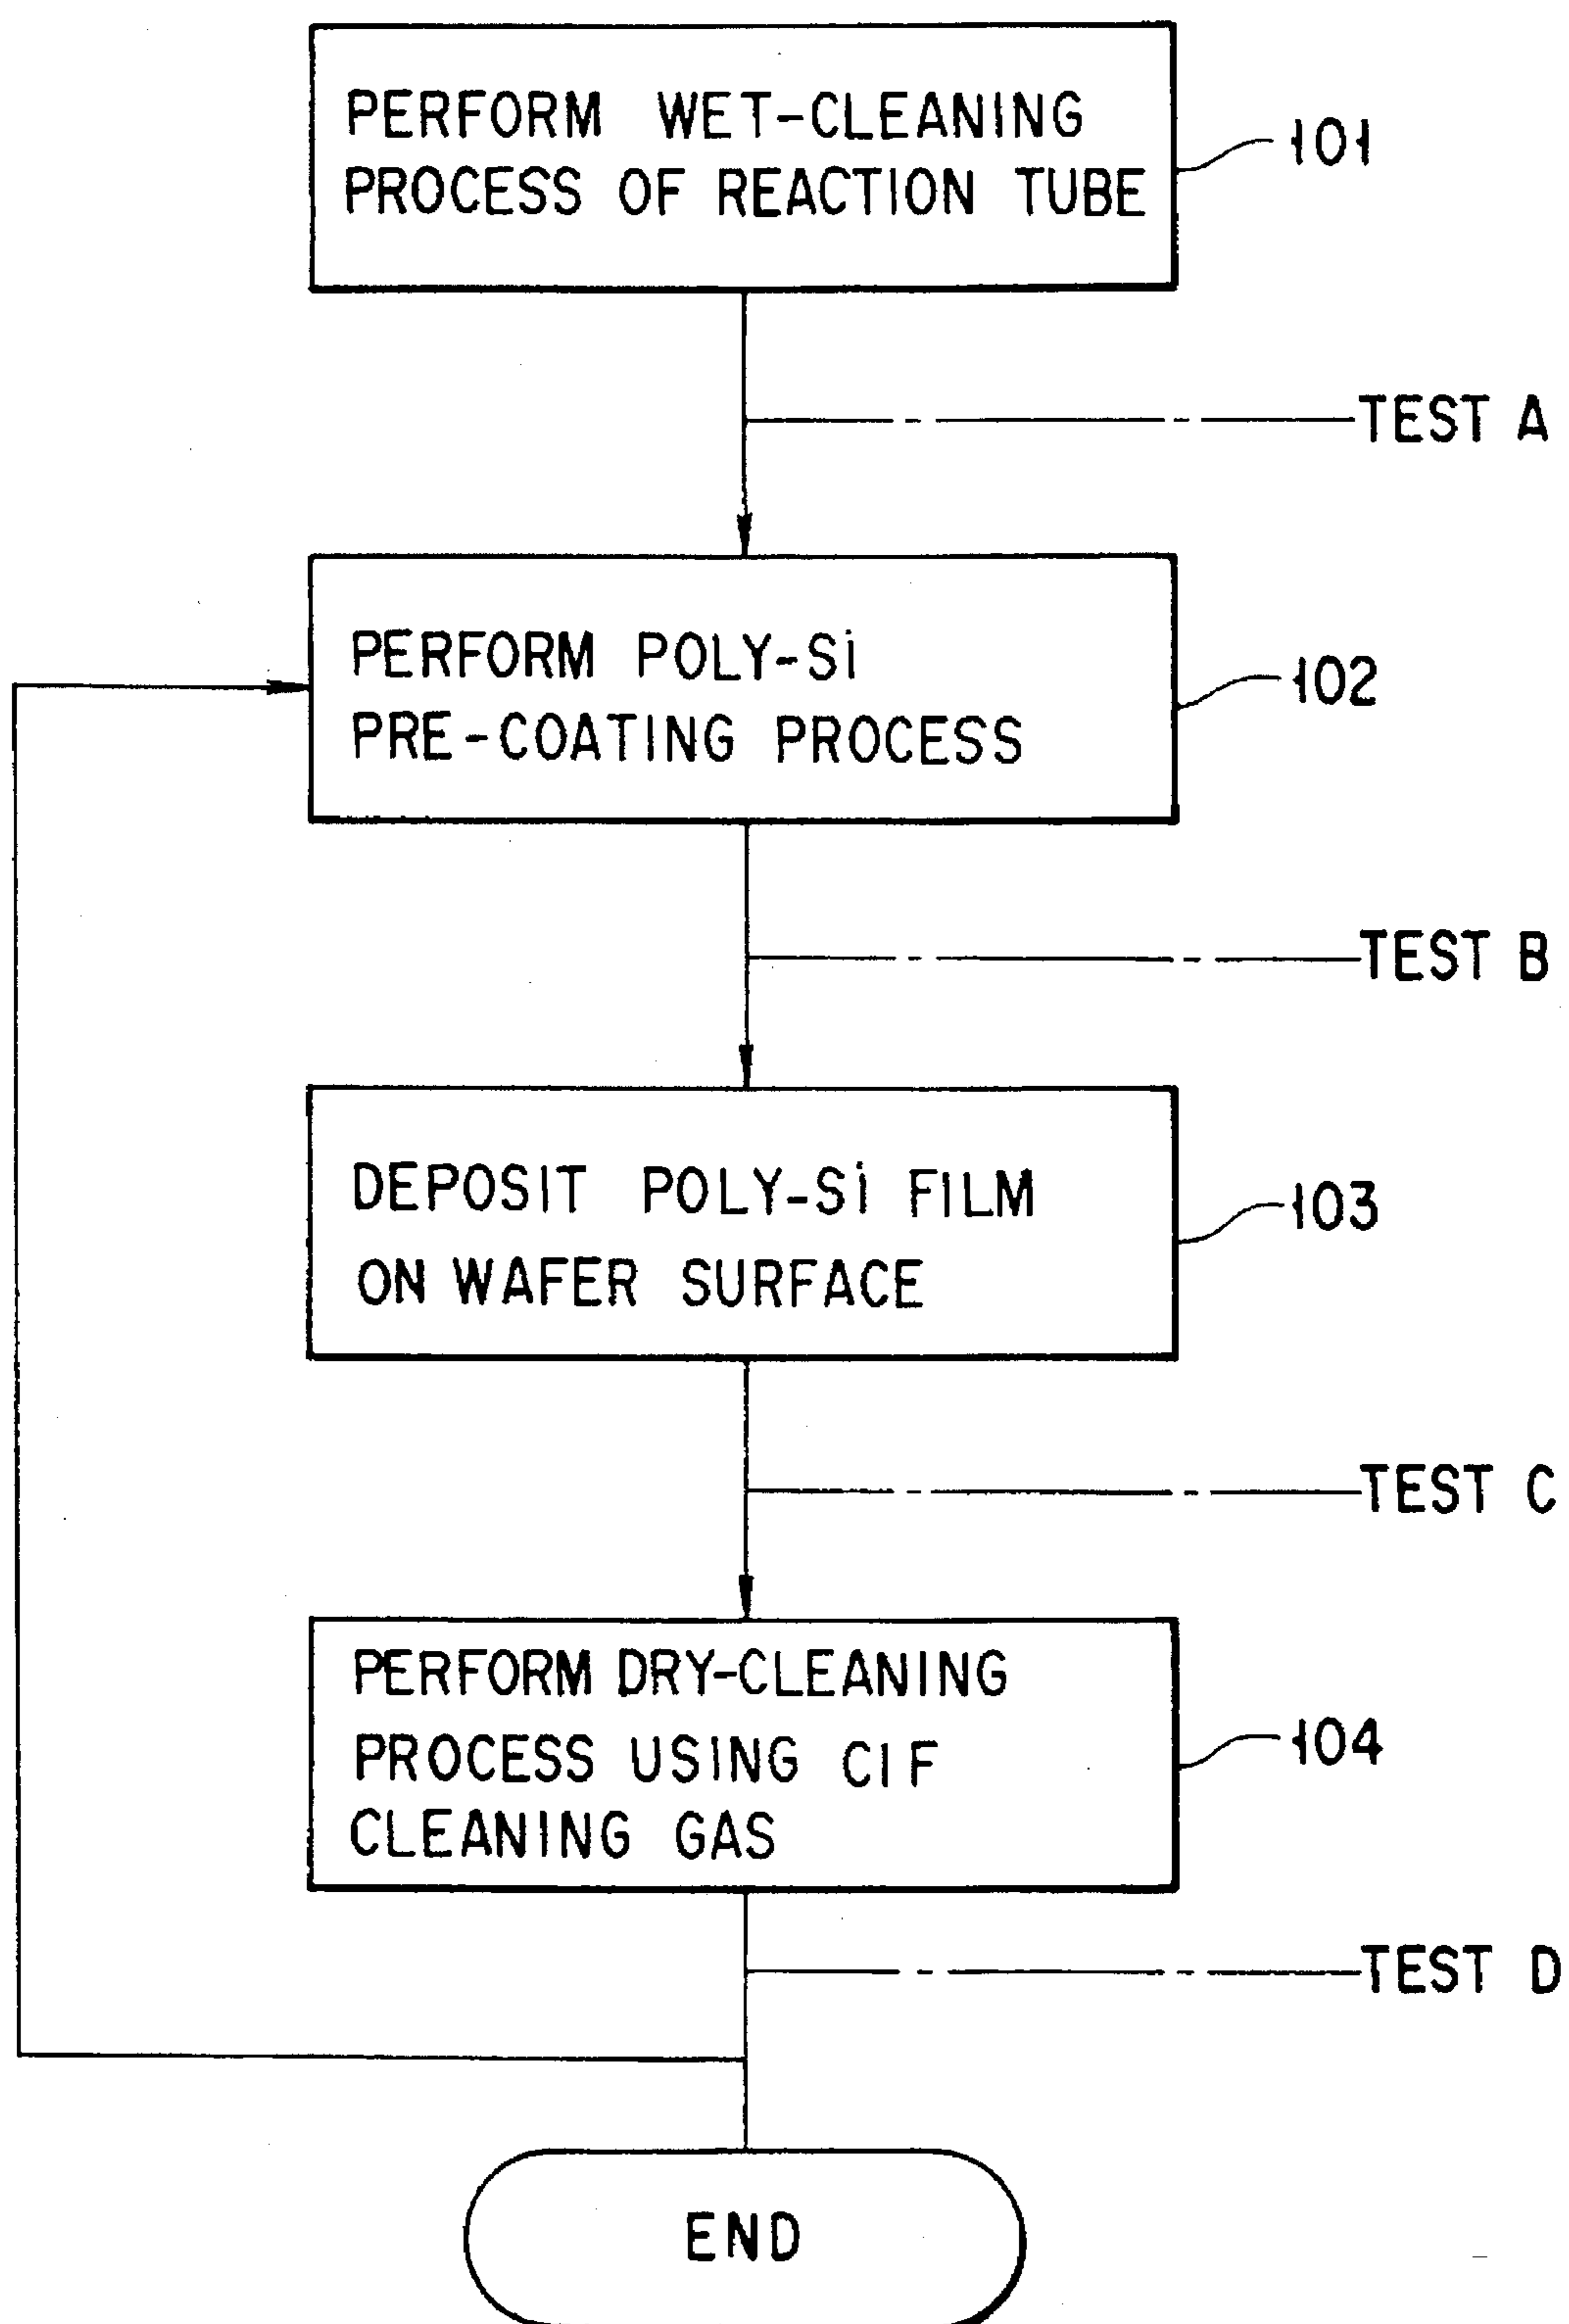 PERFORM WET-CLEANING
PROCESS OF REACTION TUBE
101
TEST A
PERFORM POLY-Si
PRE-COATING PROCESS
102
TEST B
DEPOSIT POLY-Si FILM
ON WAFER SURFACE
103
TEST C
PERFORM DRY-CLEANING
PROCESS USING ClF
CLEANING GAS
104
TEST D
END